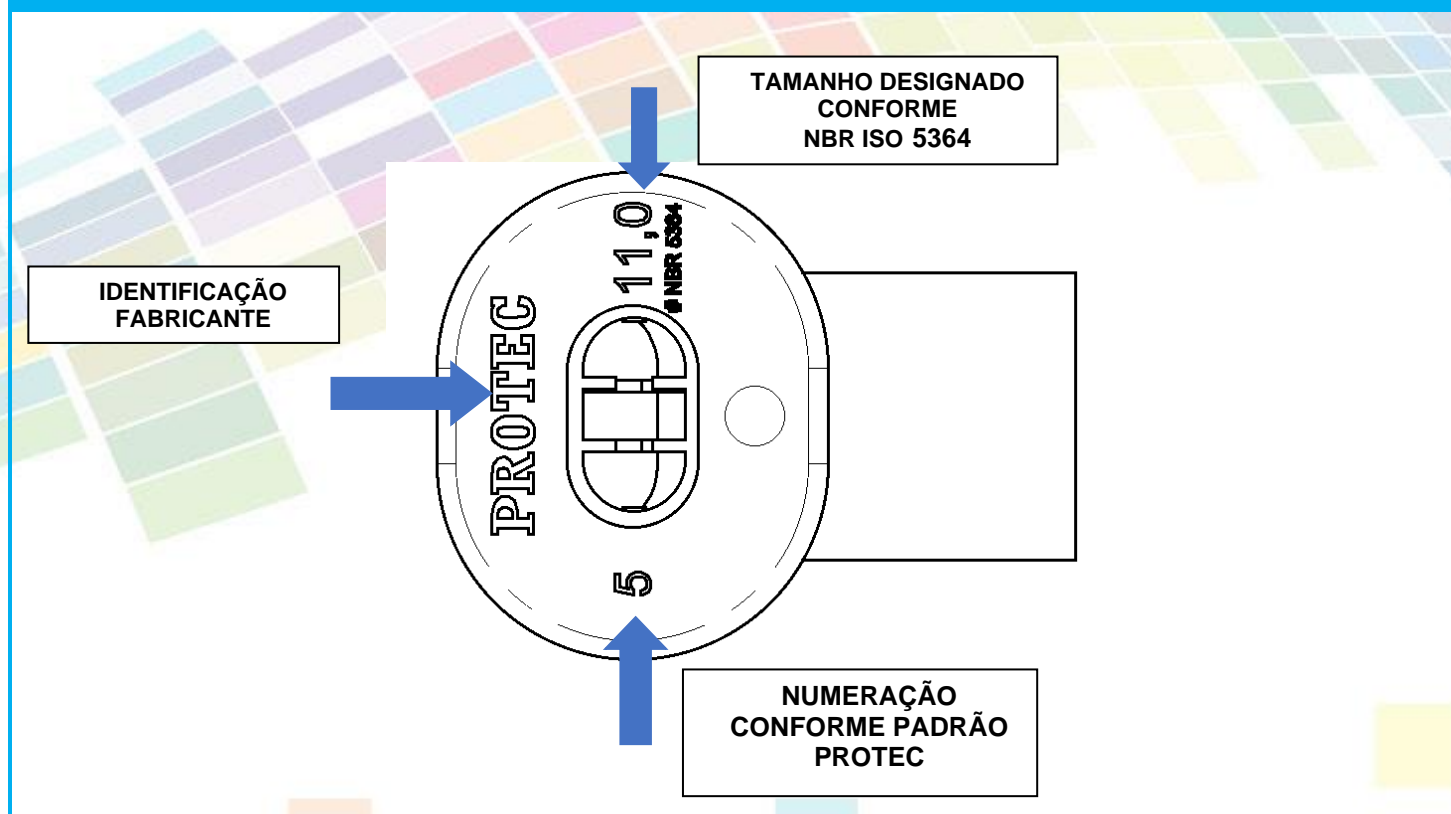 TAMANHO DESIGNADO
CONFORME
NBR ISO 5364
11,0
# NBR 5364
IDENTIFICAÇÃO
FABRICANTE
PROTEC
5
NUMERAÇÃO
CONFORME PADRÃO
PROTEC